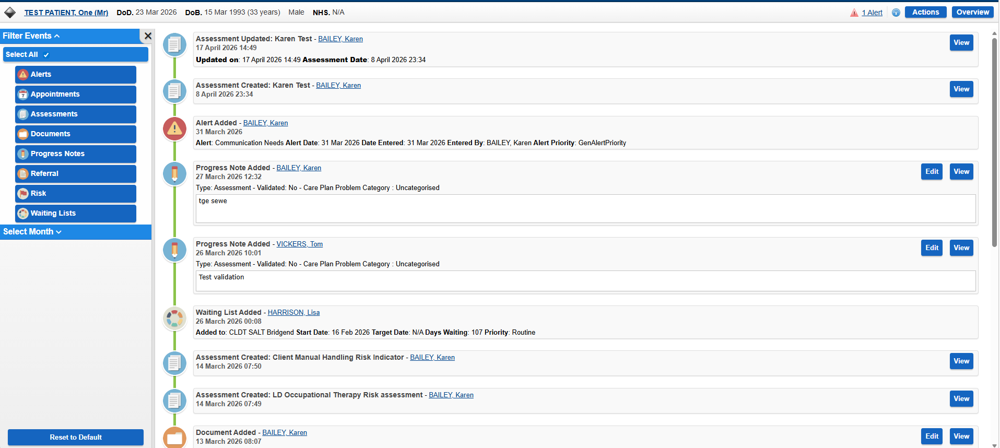 TEST PATIENT, One (Mr) DoD. 23 Mar 2026 DoB. 15 Mar 1993 (33 years) Male NHS. N/A 1 Alert Actions Overview
Filter Events
Select All
Alerts
7 Appointments
Assessments
Documents
Progress Notes
Referral
Risk
Waiting Lists
Select Month
Reset to Default
Assessment Updated: Karen Test - BAILEY, Karen View
17 April 2026 14:49
Updated on: 17 April 2026 14:49 Assessment Date: 8 April 2026 23:34
Assessment Created: Karen Test - BAILEY, Karen View
8 April 2026 23:34
Alert Added - BAILEY, Karen
31 March 2026
Alert: Communication Needs Alert Date: 31 Mar 2026 Date Entered: 31 Mar 2026 Entered By: BAILEY, Karen Alert Priority: GenAlertPriority
Progress Note Added - BAILEY, Karen Edit View
27 March 2026 12:32
Type: Assessment - Validated: No - Care Plan Problem Category : Uncategorised
tge sewe
Progress Note Added - VICKERS, Tom Edit View
26 March 2026 10:01
Type: Assessment - Validated: No - Care Plan Problem Category : Uncategorised
Test validation
Waiting List Added - HARRISON, Lisa
26 March 2026 00:08
Added to: CLDT SALT Bridgend Start Date: 16 Feb 2026 Target Date: N/A Days Waiting: 107 Priority: Routine
Assessment Created: Client Manual Handling Risk Indicator - BAILEY, Karen View
14 March 2026 07:50
Assessment Created: LD Occupational Therapy Risk assessment - BAILEY, Karen View
14 March 2026 07:49
Document Added - BAILEY, Karen Edit View
13 March 2026 08:07